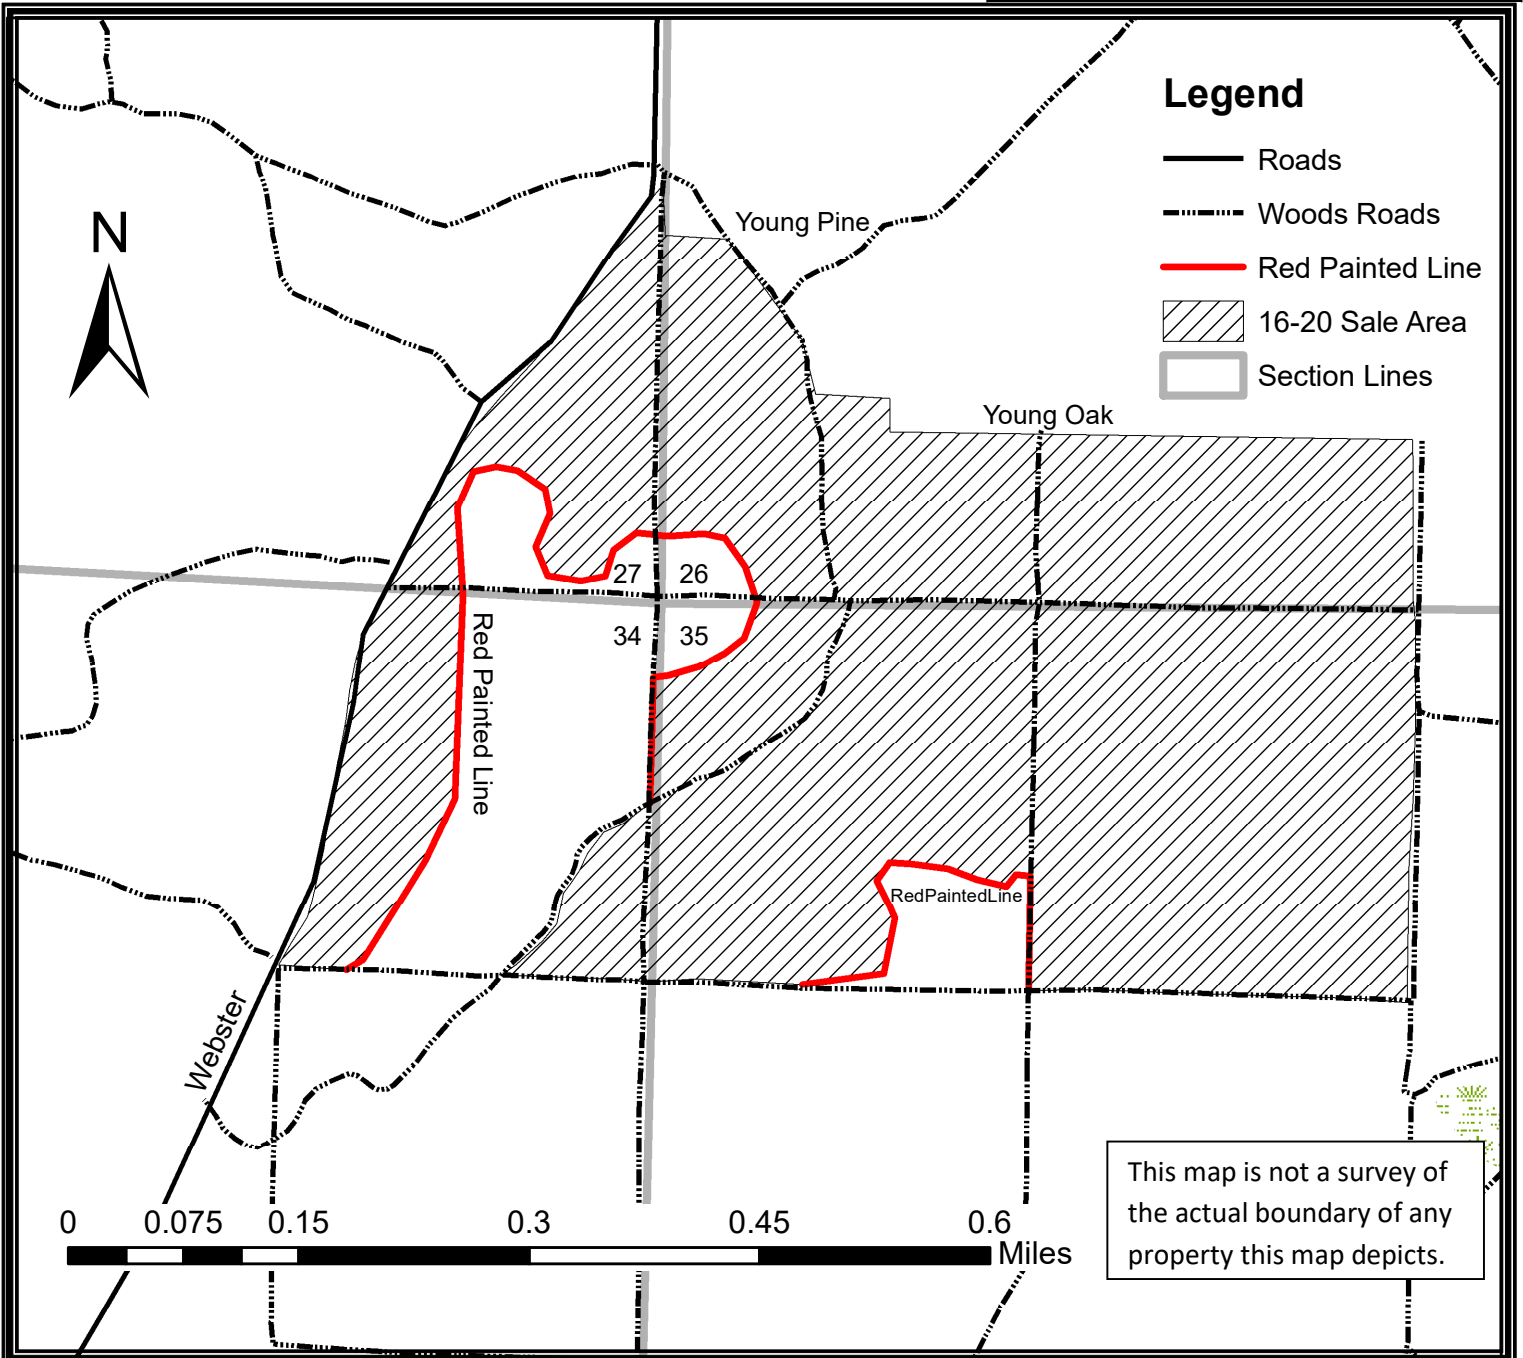 Legend
Roads
Woods Roads
Red Painted Line
16-20 Sale Area
Section Lines
N
Young Pine
Young Oak
27
26
34
35
Red Painted Line
RedPaintedLine
Webster
0
0.075
0.15
0.3
0.45
0.6
Miles
This map is not a survey of
the actual boundary of any
property this map depicts.